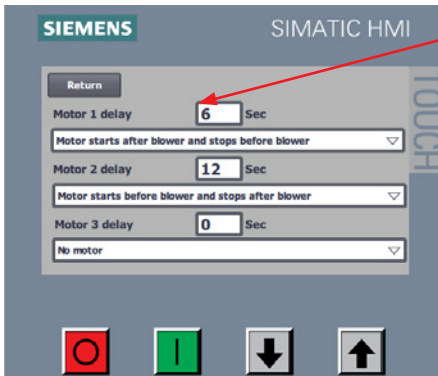 SIEMENS SIMATIC HMI
TOUCH
Return
Motor 1 delay 6 Sec
Motor starts after blower and stops before blower
Motor 2 delay 12 Sec
Motor starts before blower and stops after blower
Motor 3 delay 0 Sec
No motor